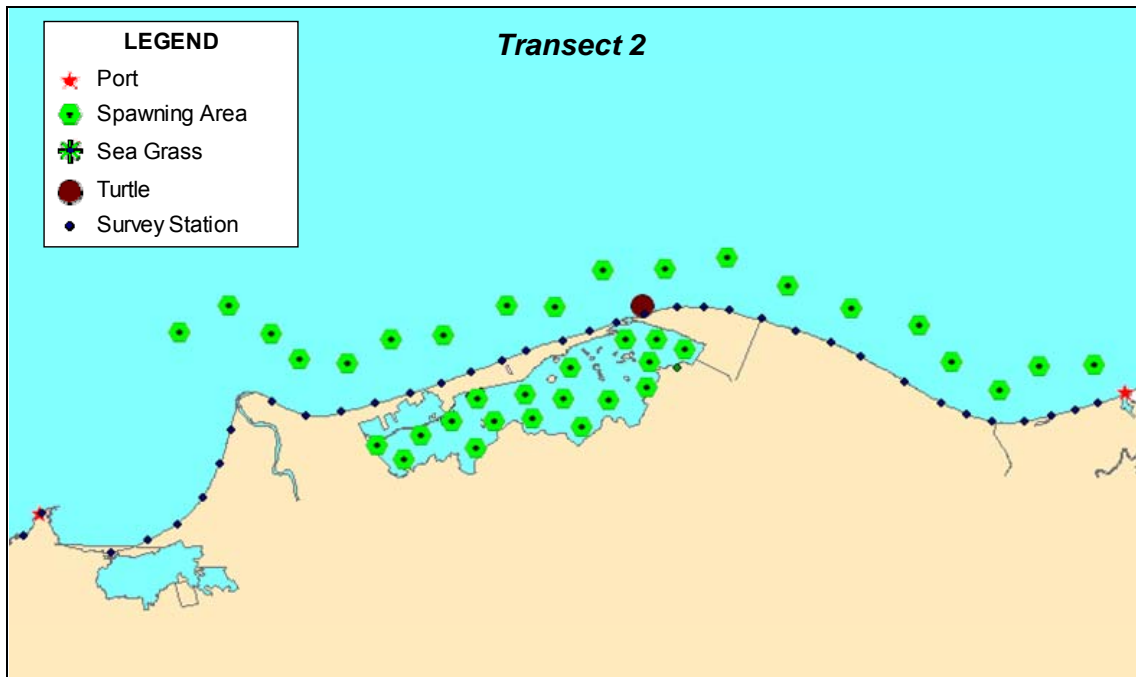 Transect 2
LEGEND
Port
Spawning Area
Sea Grass
Turtle
Survey Station